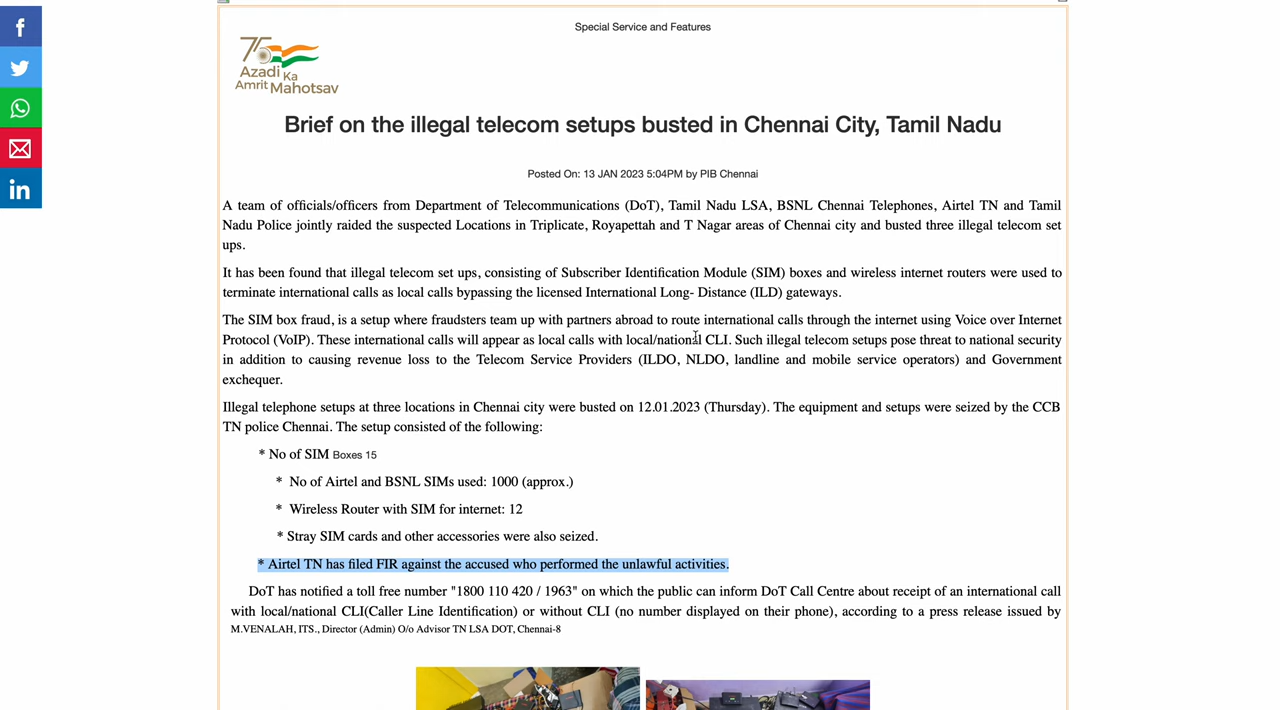 Special Service and Features
75
Azadi Ka
Amrit Mahotsav
Brief on the illegal telecom setups busted in Chennai City, Tamil Nadu
Posted On: 13 JAN 2023 5:04PM by PIB Chennai
A team of officials/officers from Department of Telecommunications (DoT), Tamil Nadu LSA, BSNL Chennai Telephones, Airtel TN and Tamil
Nadu Police jointly raided the suspected Locations in Triplicate, Royapettah and T Nagar areas of Chennai city and busted three illegal telecom set
ups.
It has been found that illegal telecom set ups, consisting of Subscriber Identification Module (SIM) boxes and wireless internet routers were used to
terminate international calls as local calls bypassing the licensed International Long- Distance (ILD) gateways.
The SIM box fraud, is a setup where fraudsters team up with partners abroad to route international calls through the internet using Voice over Internet
Protocol (VoIP). These international calls will appear as local calls with local/national CLI. Such illegal telecom setups pose threat to national security
in addition to causing revenue loss to the Telecom Service Providers (ILDO, NLDO, landline and mobile service operators) and Government
exchequer.
Illegal telephone setups at three locations in Chennai city were busted on 12.01.2023 (Thursday). The equipment and setups were seized by the CCB
TN police Chennai. The setup consisted of the following:
* No of SIM Boxes 15
* No of Airtel and BSNL SIMs used: 1000 (approx.)
* Wireless Router with SIM for internet: 12
* Stray SIM cards and other accessories were also seized.
* Airtel TN has filed FIR against the accused who performed the unlawful activities.
DoT has notified a toll free number "1800 110 420 / 1963" on which the public can inform DoT Call Centre about receipt of an international call
with local/national CLI(Caller Line Identification) or without CLI (no number displayed on their phone), according to a press release issued by
M.VENALAH, ITS., Director (Admin) O/o Advisor TN LSA DOT, Chennai-8